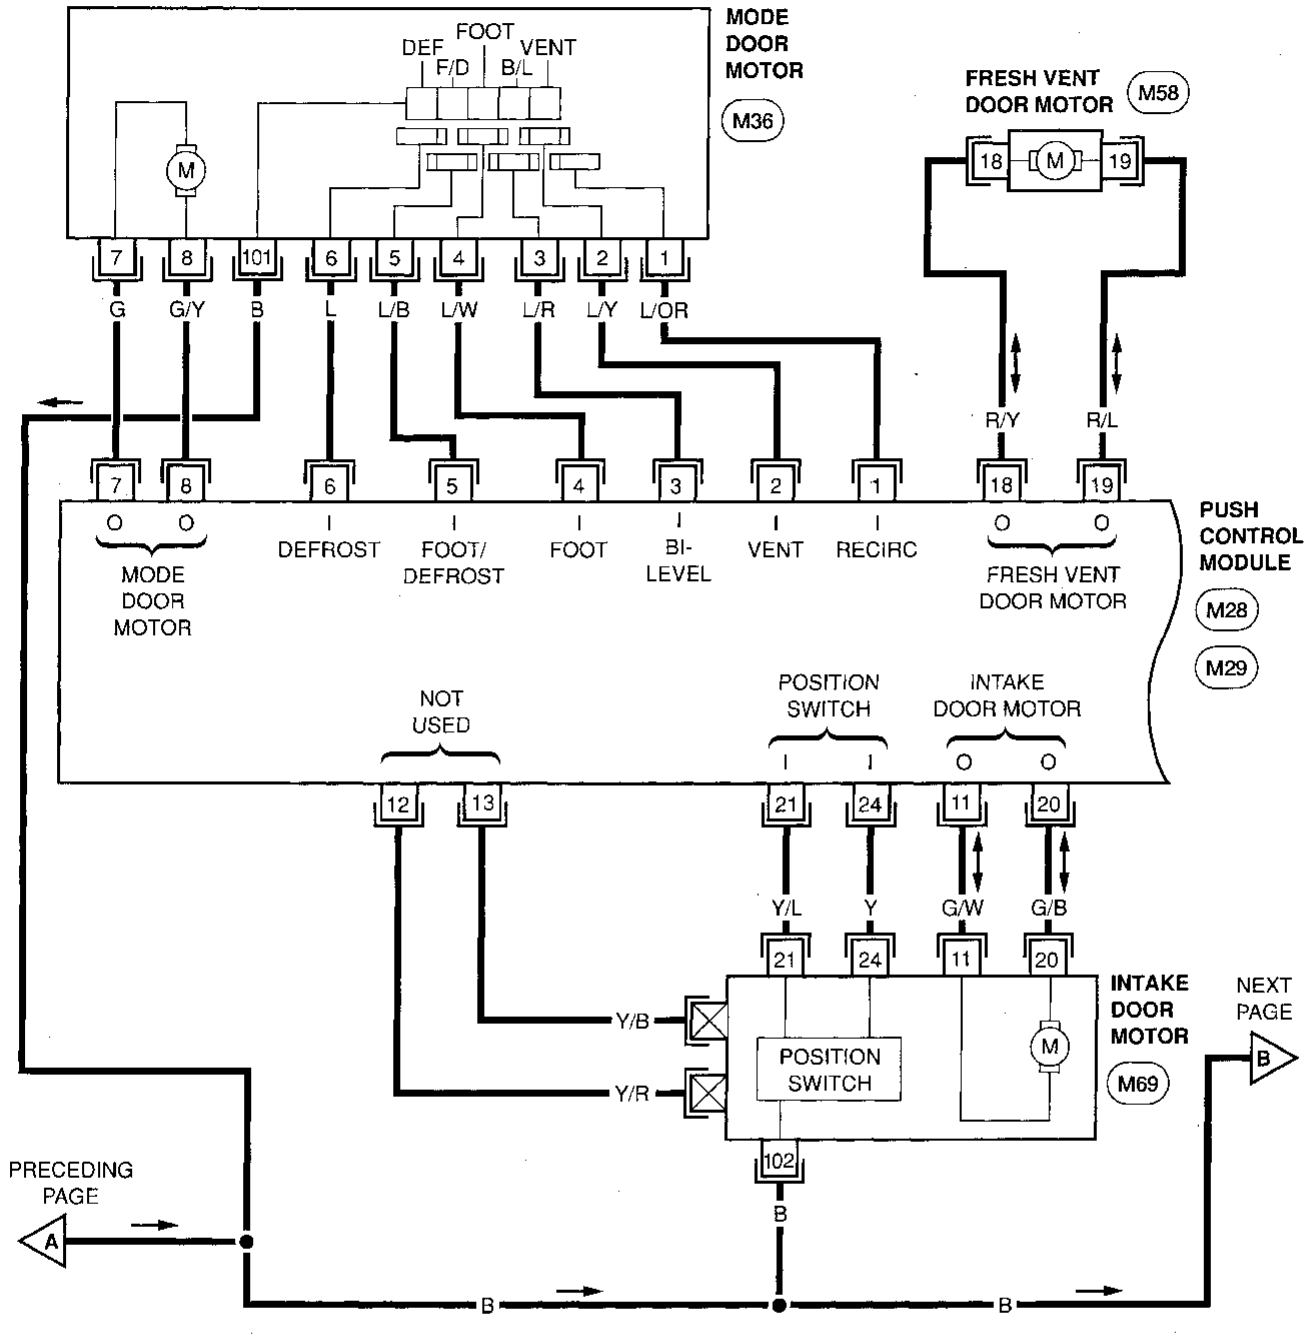 MODE
DOOR
MOTOR
M36
FOOT
DEF VENT
F/D B/L
M
7 8 101 6 5 4 3 2 1
G G/Y B L L/B L/W L/R L/Y L/OR
FRESH VENT
DOOR MOTOR
M58
18 M 19
R/Y R/L
7 8 6 5 4 3 2 1 18 19
O O I I I I I I O O
MODE
DOOR
MOTOR
DEFROST
FOOT/
DEFROST
FOOT
BI-
LEVEL
VENT
RECIRC
FRESH VENT
DOOR MOTOR
PUSH
CONTROL
MODULE
M28
M29
NOT
USED
POSITION
SWITCH
INTAKE
DOOR MOTOR
I I O O
12 13 21 24 11 20
Y/L Y G/W G/B
21 24 11 20
Y/B
Y/R
POSITION
SWITCH
M
INTAKE
DOOR
MOTOR
M69
NEXT
PAGE
B
102
B
PRECEDING
PAGE
A
B B